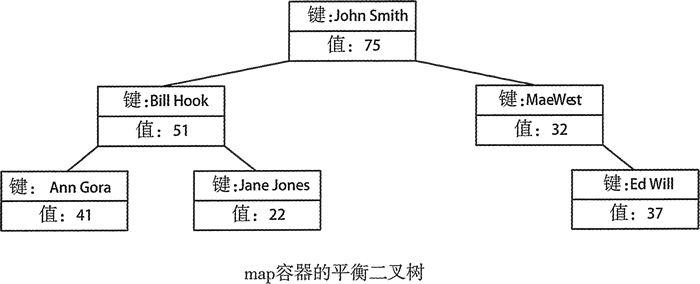 键:John Smith
值: 75
键:Bill Hook
值: 51
键:MaeWest
值: 32
键: Ann Gora
值: 41
键:Jane Jones
值: 22
键:Ed Will
值: 37
map容器的平衡二叉树